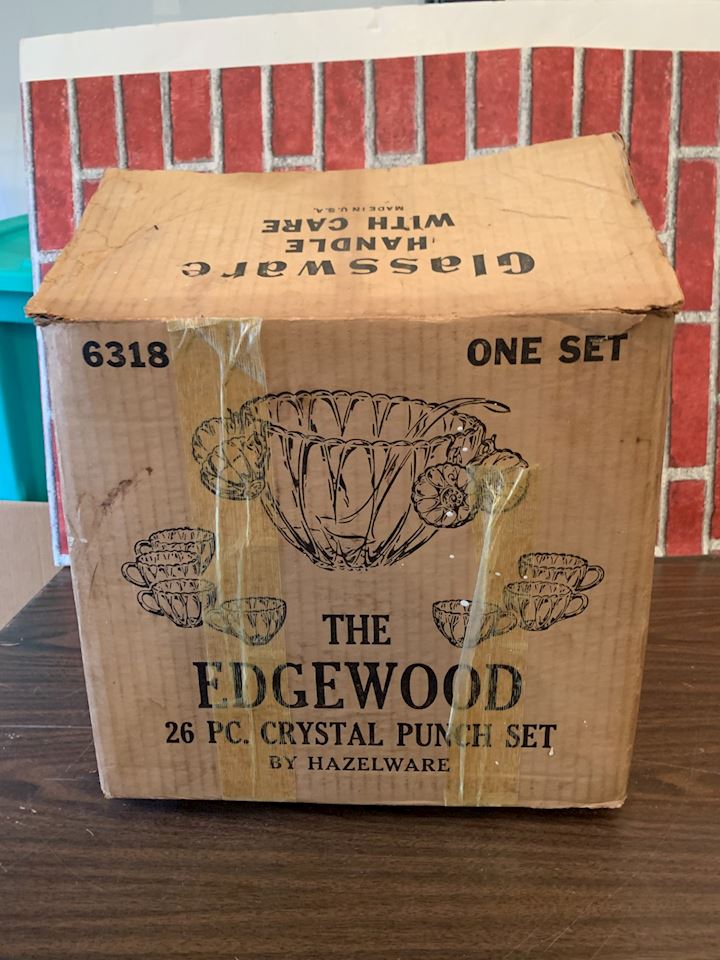 Glassware
HANDLE
WITH CARE
MADE IN U.S.A.
6318 ONE SET
THE
EDGEWOOD
26 PC. CRYSTAL PUNCH SET
BY HAZELWARE